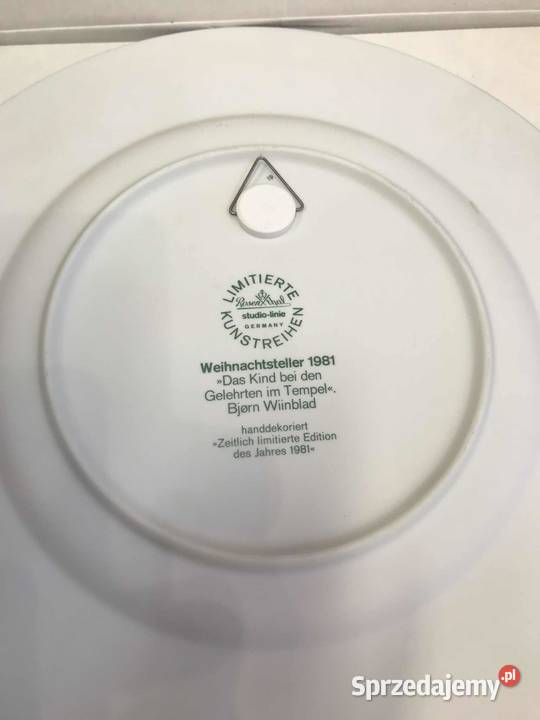 LIMITIERTE
Rosenthal
studio-linie
GERMANY
KUNSTREIHEN
Weihnachtsteller 1981
»Das Kind bei den
Gelehrten im Tempel«.
Bjørn Wiinblad
handdekoriert
»Zeitlich limitierte Edition
des Jahres 1981«
Sprzedajemy.pl